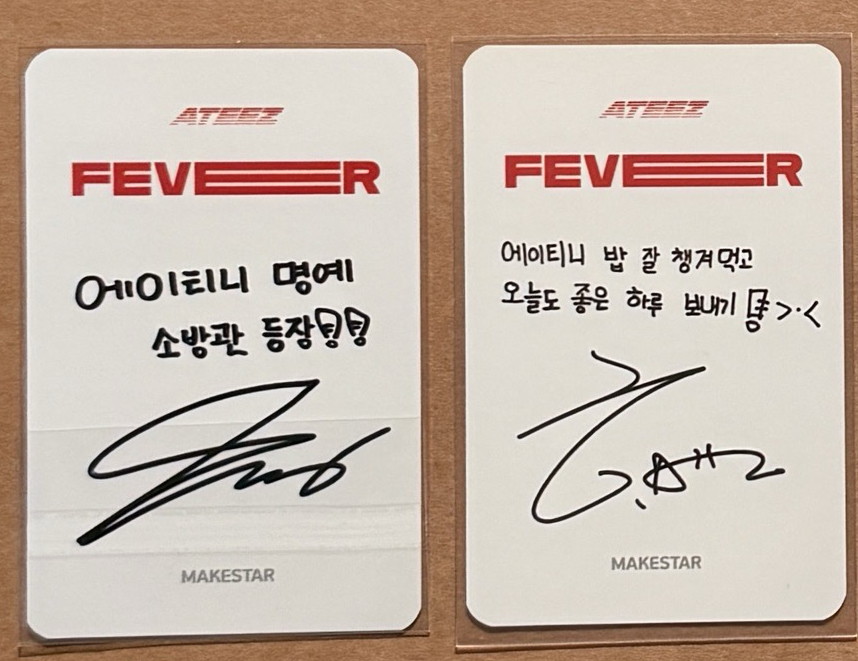 ATEEZ
FEVER
에이티니 명예
소방관 등장
MAKESTAR
ATEEZ
FEVER
에이티니 밥 잘 챙겨먹고
오늘도 좋은 하루 보내기 >.<
MAKESTAR